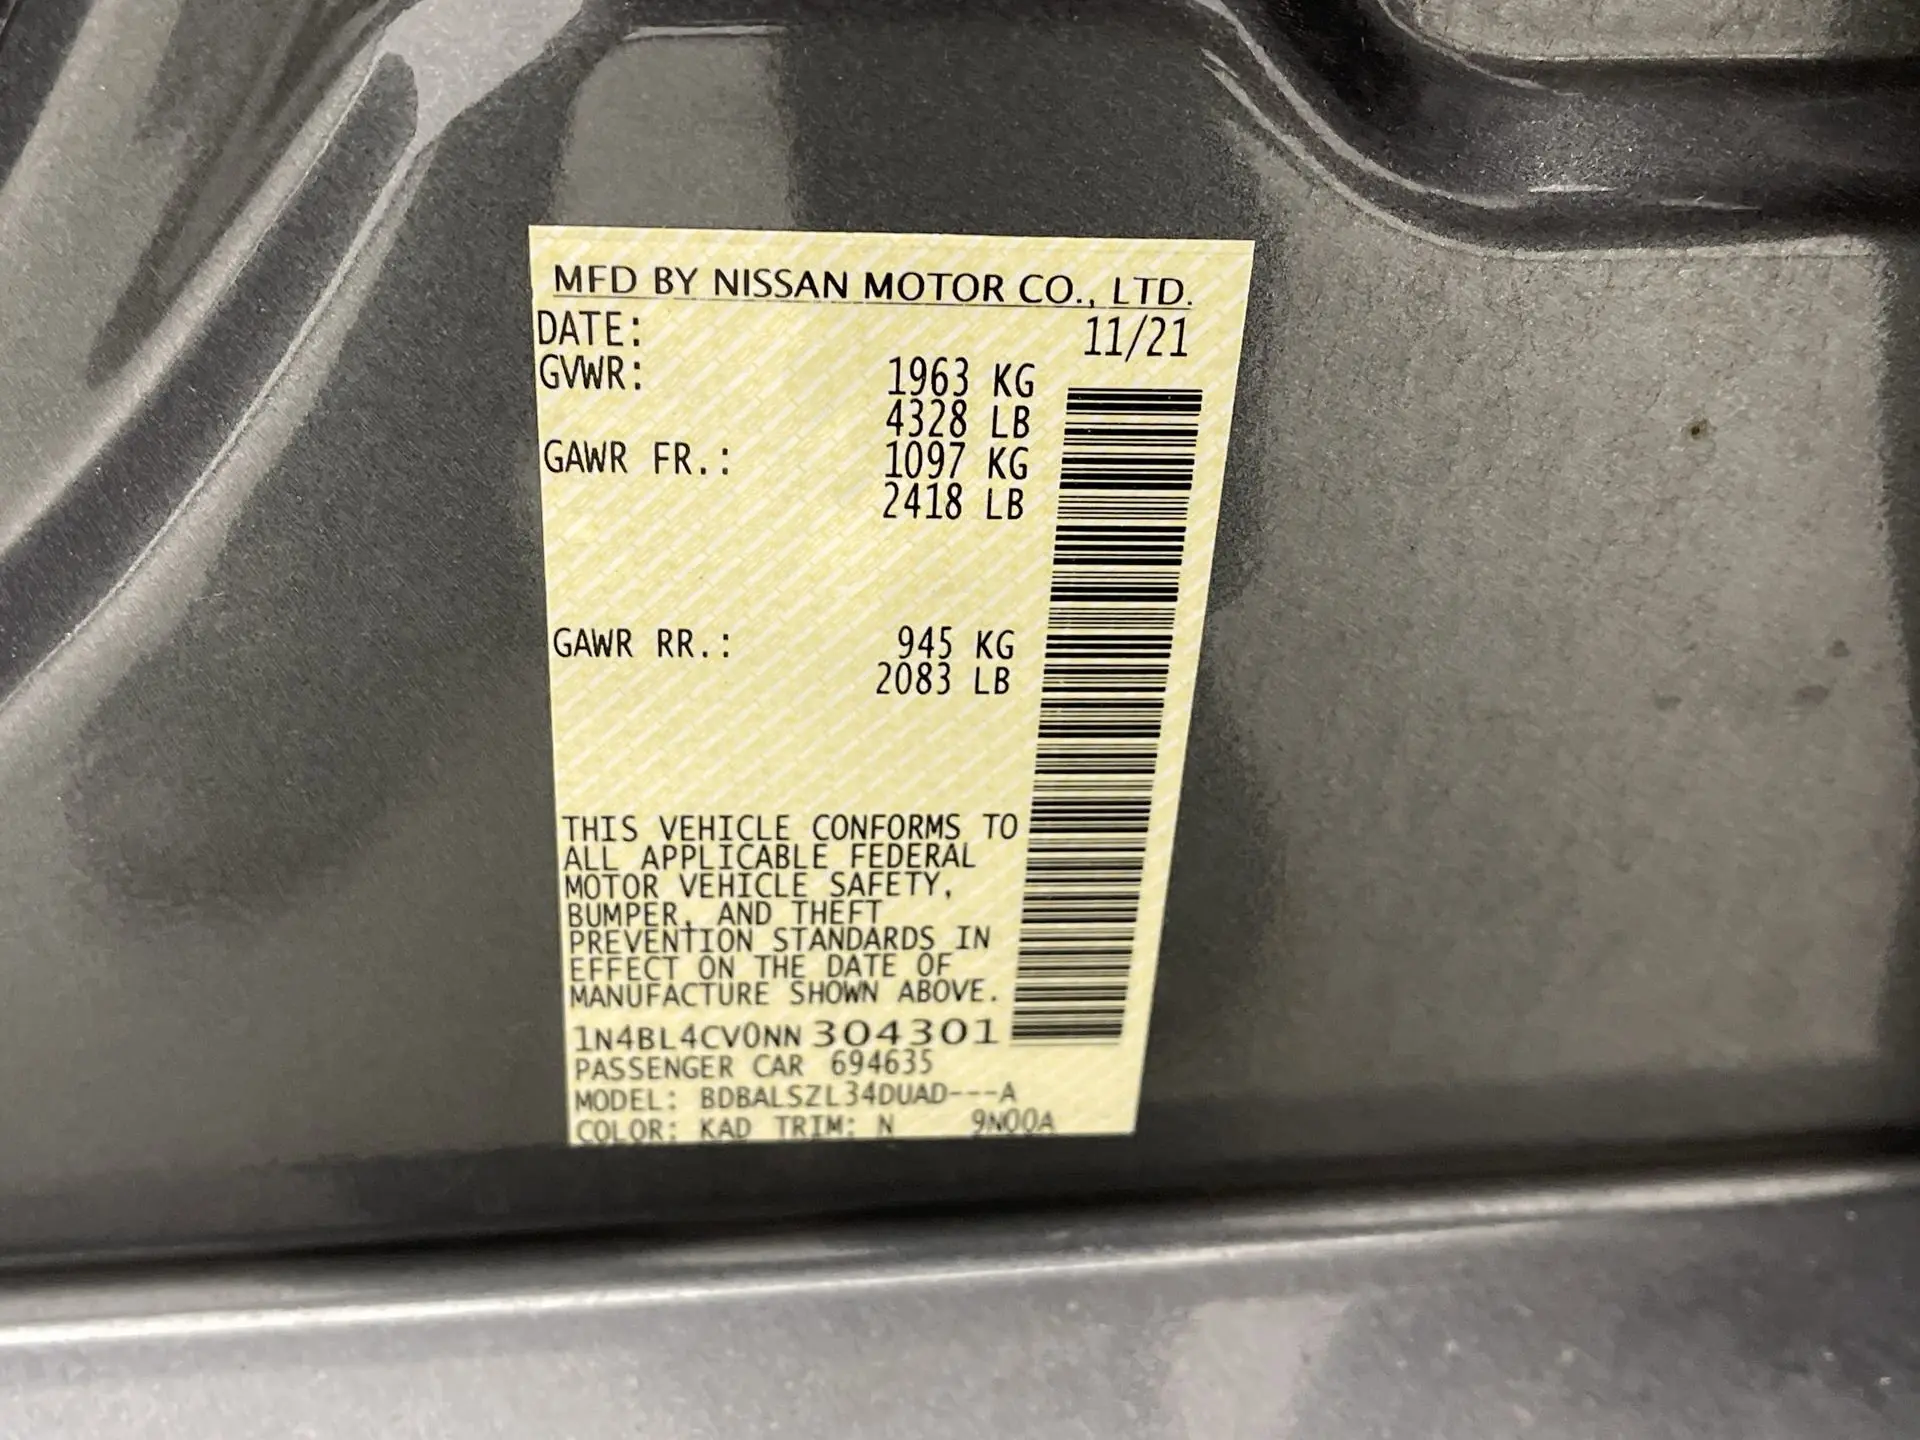 MFD BY NISSAN MOTOR CO., LTD.
DATE: 11/21
GVWR: 1963 KG
4328 LB
GAWR FR.: 1097 KG
2418 LB
GAWR RR.: 945 KG
2083 LB
THIS VEHICLE CONFORMS TO
ALL APPLICABLE FEDERAL
MOTOR VEHICLE SAFETY,
BUMPER, AND THEFT
PREVENTION STANDARDS IN
EFFECT ON THE DATE OF
MANUFACTURE SHOWN ABOVE.
1N4BL4CV0NN304301
PASSENGER CAR 694635
MODEL: BDBALSZL34DUAD---A
COLOR: KAD TRIM: N 9N00A